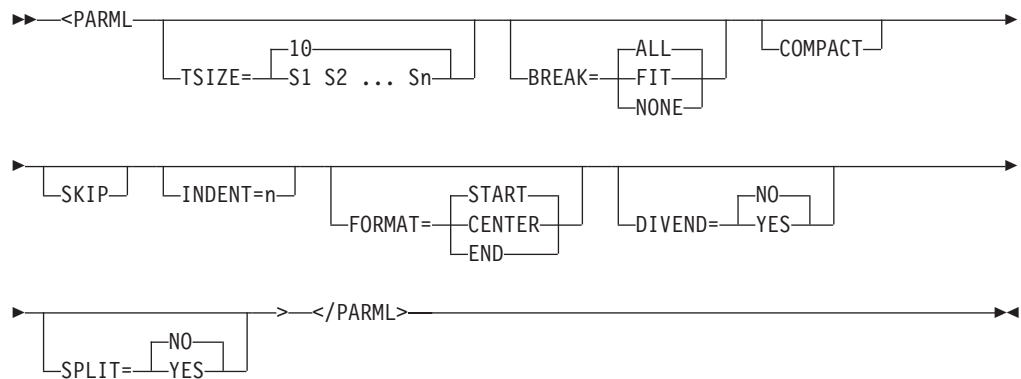 <PARML
10
TSIZE= S1 S2 ... Sn
ALL
BREAK= FIT
NONE
COMPACT
SKIP
INDENT=n
START
FORMAT= CENTER
END
NO
DIVEND= YES
> </PARML>
NO
SPLIT= YES